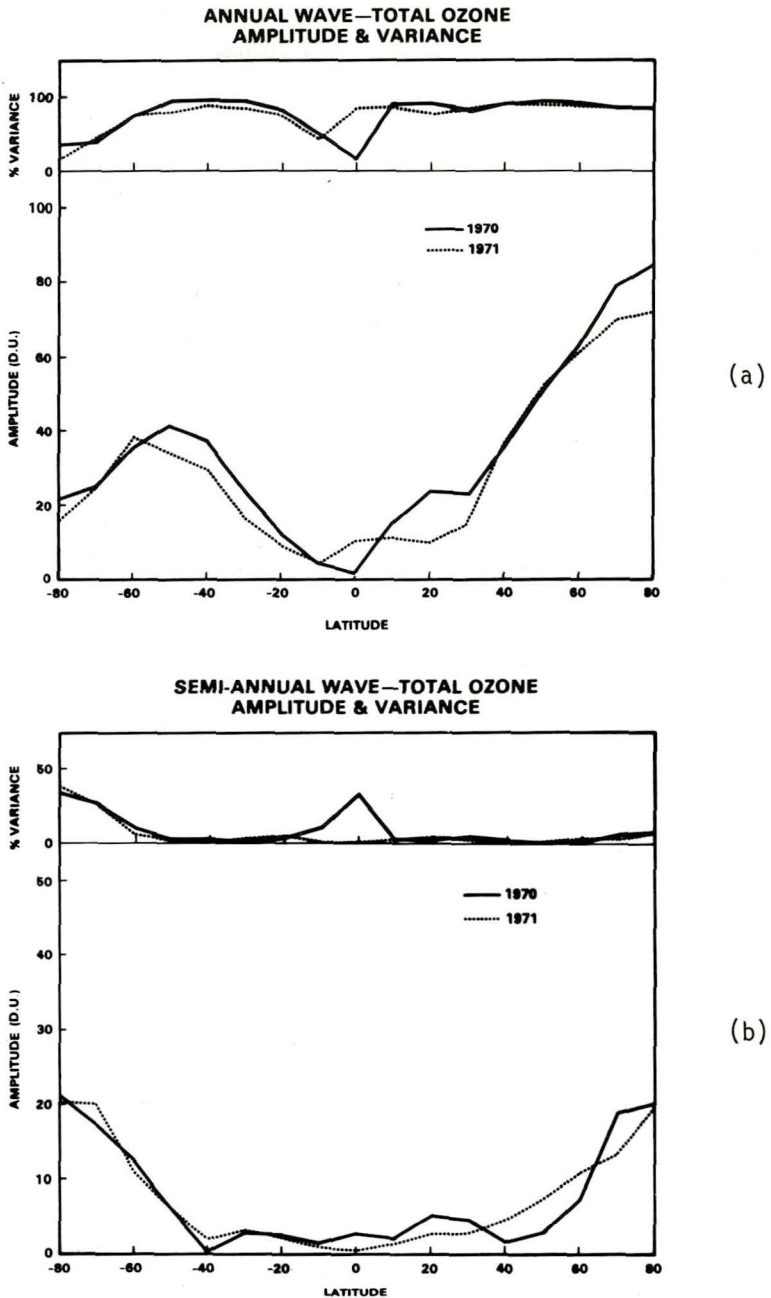 ANNUAL WAVE—TOTAL OZONE
AMPLITUDE & VARIANCE
% VARIANCE
100
0
AMPLITUDE (D.U.)
100
80
60
40
20
0
1970
1971
-80 -60 -40 -20 0 20 40 60 80
LATITUDE
(a)
SEMI-ANNUAL WAVE—TOTAL OZONE
AMPLITUDE & VARIANCE
% VARIANCE
50
0
AMPLITUDE (D.U.)
50
40
30
20
10
0
1970
1971
-80 -60 -40 -20 0 20 40 60 80
LATITUDE
(b)